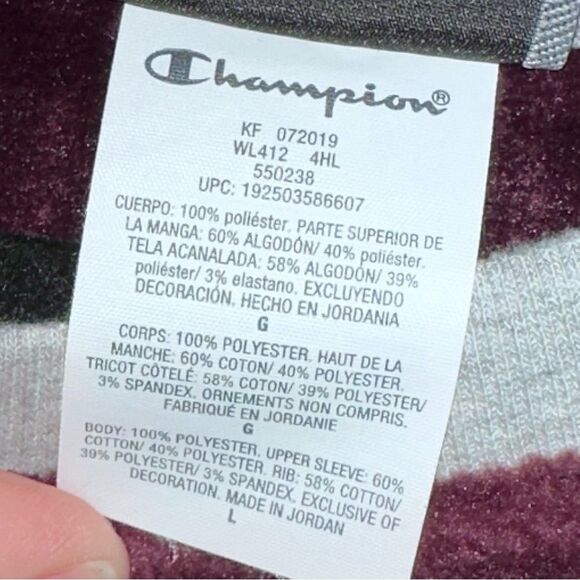 Champion®
KF 072019
WL412 4HL
550238
UPC: 192503586607
CUERPO: 100% poliéster. PARTE SUPERIOR DE
LA MANGA: 60% ALGODÓN/ 40% poliéster.
TELA ACANALADA: 58% ALGODÓN/ 39%
poliéster/ 3% elastano. EXCLUYENDO
DECORACIÓN. HECHO EN JORDANIA
G
CORPS: 100% POLYESTER. HAUT DE LA
MANCHE: 60% COTON/ 40% POLYESTER.
TRICOT CÔTELÉ: 58% COTON/ 39% POLYESTER/
3% SPANDEX. ORNEMENTS NON COMPRIS.
FABRIQUÉ EN JORDANIE
G
BODY: 100% POLYESTER. UPPER SLEEVE: 60%
COTTON/ 40% POLYESTER. RIB: 58% COTTON/
39% POLYESTER/ 3% SPANDEX. EXCLUSIVE OF
DECORATION. MADE IN JORDAN
L